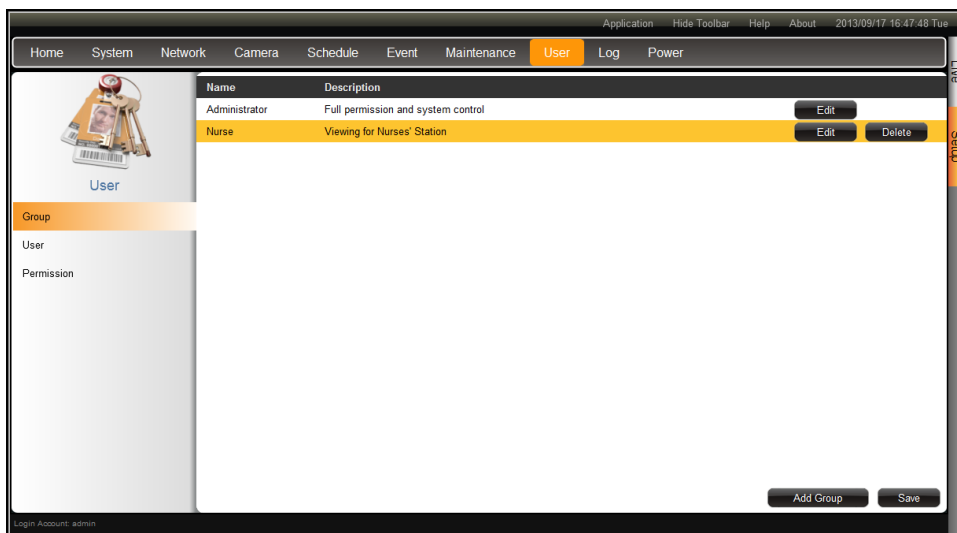 Application Hide Toolbar Help About 2013/09/17 16:47:48 Tue
Home System Network Camera Schedule Event Maintenance User Log Power
Live
Setup
User
Group
User
Permission
Name Description
Administrator Full permission and system control Edit
Nurse Viewing for Nurses' Station Edit Delete
Add Group Save
Login Account: admin